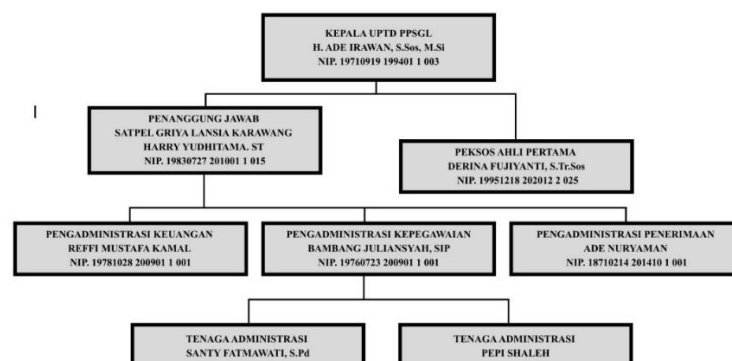 KEPALA UPTD PPSGL
H. ADE IRAWAN, S.Sos, M.Si
NIP. 19710919 199401 1 003
PENANGGUNG JAWAB
SATPEL GRIYA LANSIA KARAWANG
HARRY YUDHITAMA. ST
NIP. 19830727 201001 1 015
PEKSOS AHLI PERTAMA
DERINA FUJIYANTI, S.Tr.Sos
NIP. 19951218 202012 2 025
PENGADMINISTRASI KEUANGAN
REFFI MUSTAFA KAMAL
NIP. 19781028 200901 1 001
PENGADMINISTRASI KEPEGAWAIAN
BAMBANG JULIANSYAH, SIP
NIP. 19760723 200901 1 001
PENGADMINISTRASI PENERIMAAN
ADE NURYAMAN
NIP. 18710214 201410 1 001
TENAGA ADMINISTRASI
SANTY FATMAWATI, S.Pd
TENAGA ADMINISTRASI
PEPI SHALEH